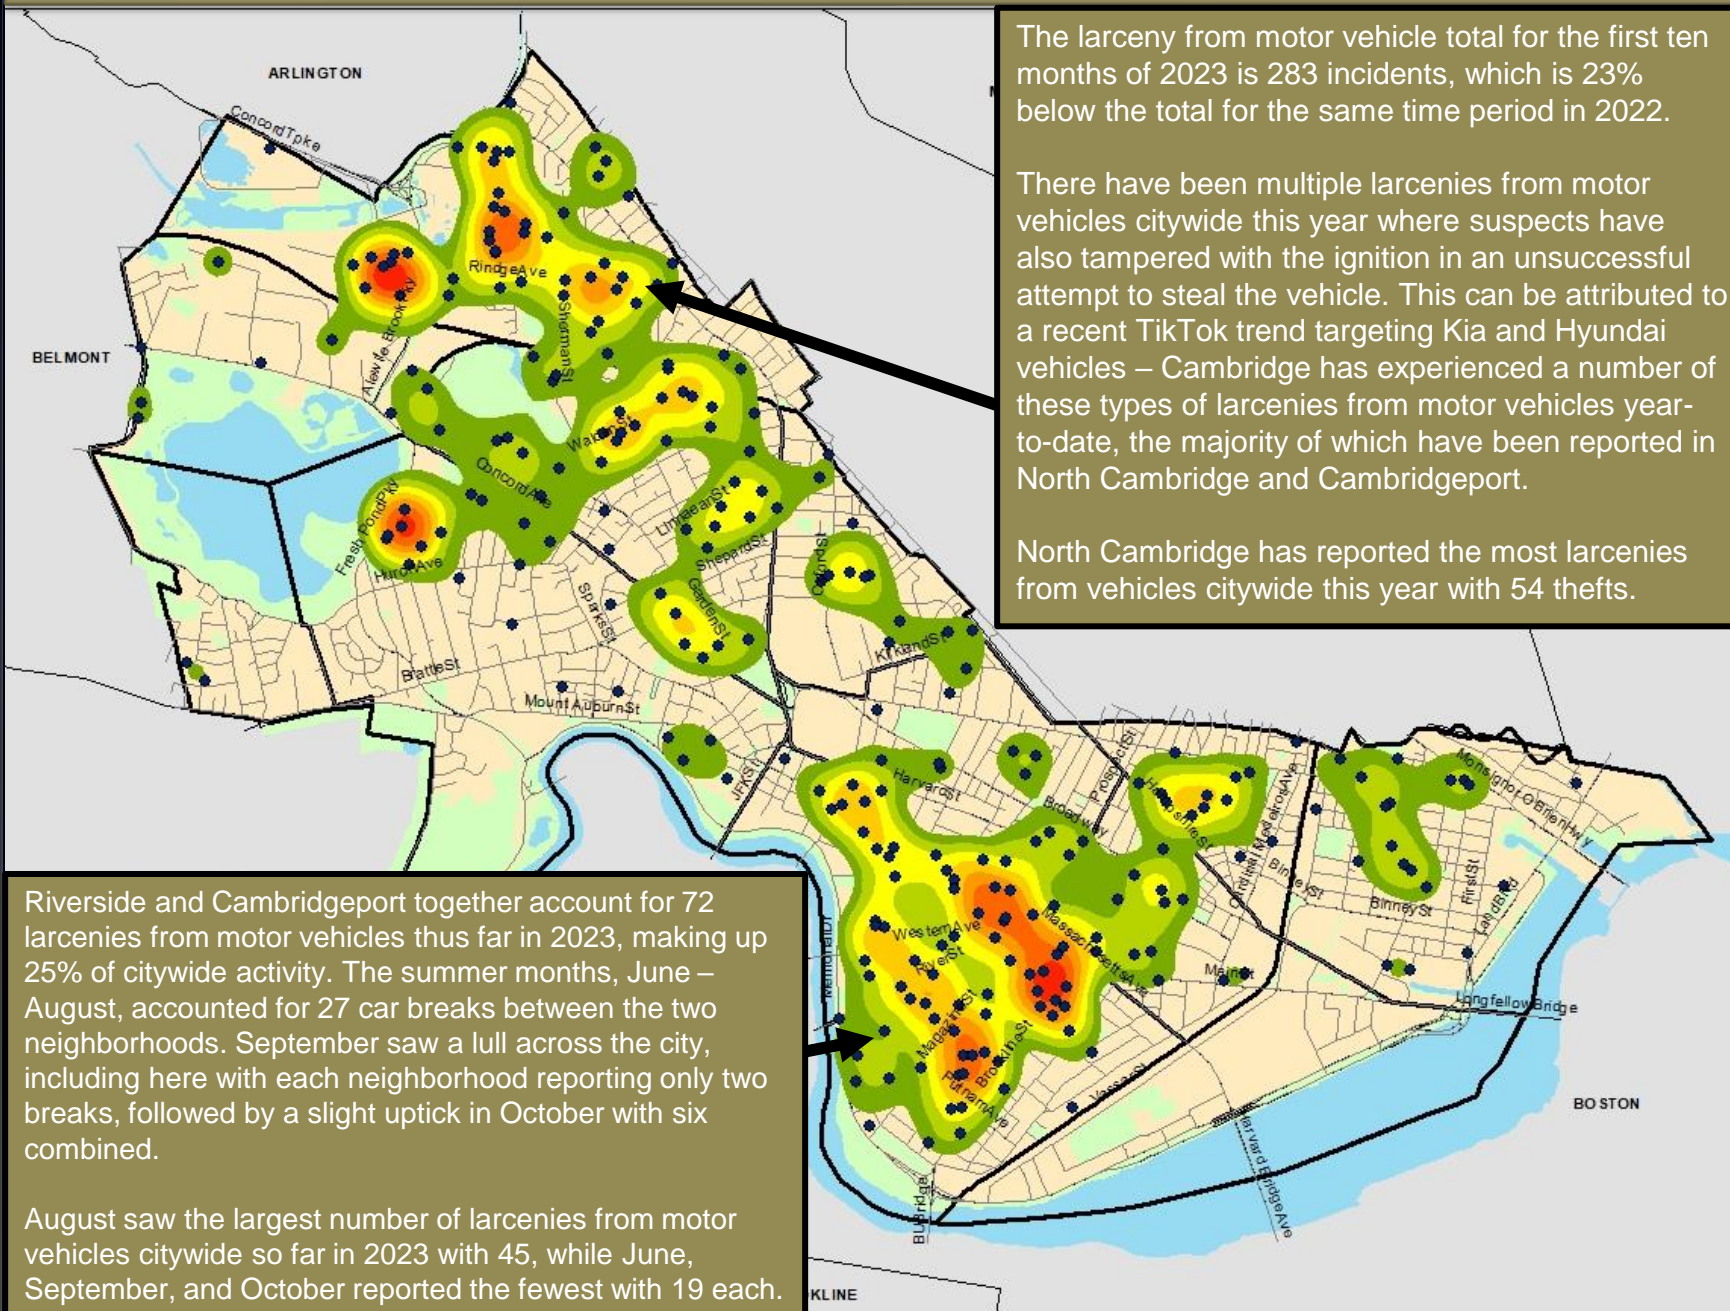 The larceny from motor vehicle total for the first ten
months of 2023 is 283 incidents, which is 23%
below the total for the same time period in 2022.
There have been multiple larcenies from motor
vehicles citywide this year where suspects have
also tampered with the ignition in an unsuccessful
attempt to steal the vehicle. This can be attributed to
a recent TikTok trend targeting Kia and Hyundai
vehicles – Cambridge has experienced a number of
these types of larcenies from motor vehicles year-
to-date, the majority of which have been reported in
North Cambridge and Cambridgeport.
North Cambridge has reported the most larcenies
from vehicles citywide this year with 54 thefts.
ARLINGTON
Concord Tpke
Ridge Ave
Alewife Brook Pky
Sherman St
BELMONT
Walden St
Concord Ave
Fresh Pond Pky
Huron Ave
Linnaean St
Shepard St
Oxford St
Garden St
Sparks St
Kirkland St
Brattle St
Mount Auburn St
JFK St
Harvard St
Broadway
Prospect St
Hampshire St
Cardinal Medeiros Ave
Monsignor O'Brien Hwy
Binney St
Binney St
First St
Land Blvd
Memorial Dr
Western Ave
River St
Massachusetts Ave
Main St
Longfellow Bridge
Magazine St
Brookline St
Putnam Ave
Vassar St
BU Bridge
Harvard Bridge Ave
BOSTON
KLINE
Riverside and Cambridgeport together account for 72
larcenies from motor vehicles thus far in 2023, making up
25% of citywide activity. The summer months, June –
August, accounted for 27 car breaks between the two
neighborhoods. September saw a lull across the city,
including here with each neighborhood reporting only two
breaks, followed by a slight uptick in October with six
combined.
August saw the largest number of larcenies from motor
vehicles citywide so far in 2023 with 45, while June,
September, and October reported the fewest with 19 each.